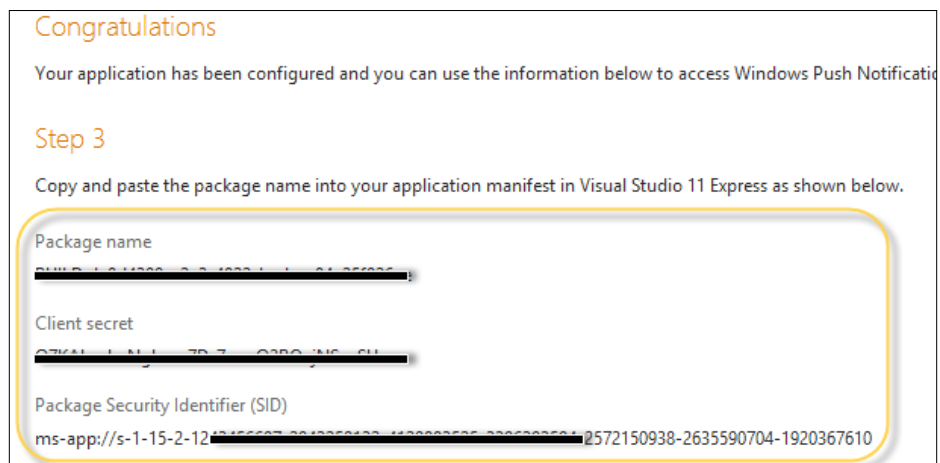 Congratulations
Your application has been configured and you can use the information below to access Windows Push
Step 3
Copy and paste the package name into your application manifest in Visual Studio 11 Express as shown below.
Package name
Client secret
Package Security Identifier (SID)
ms-app://s-1-15-2-12 2572150938-2635590704-1920367610